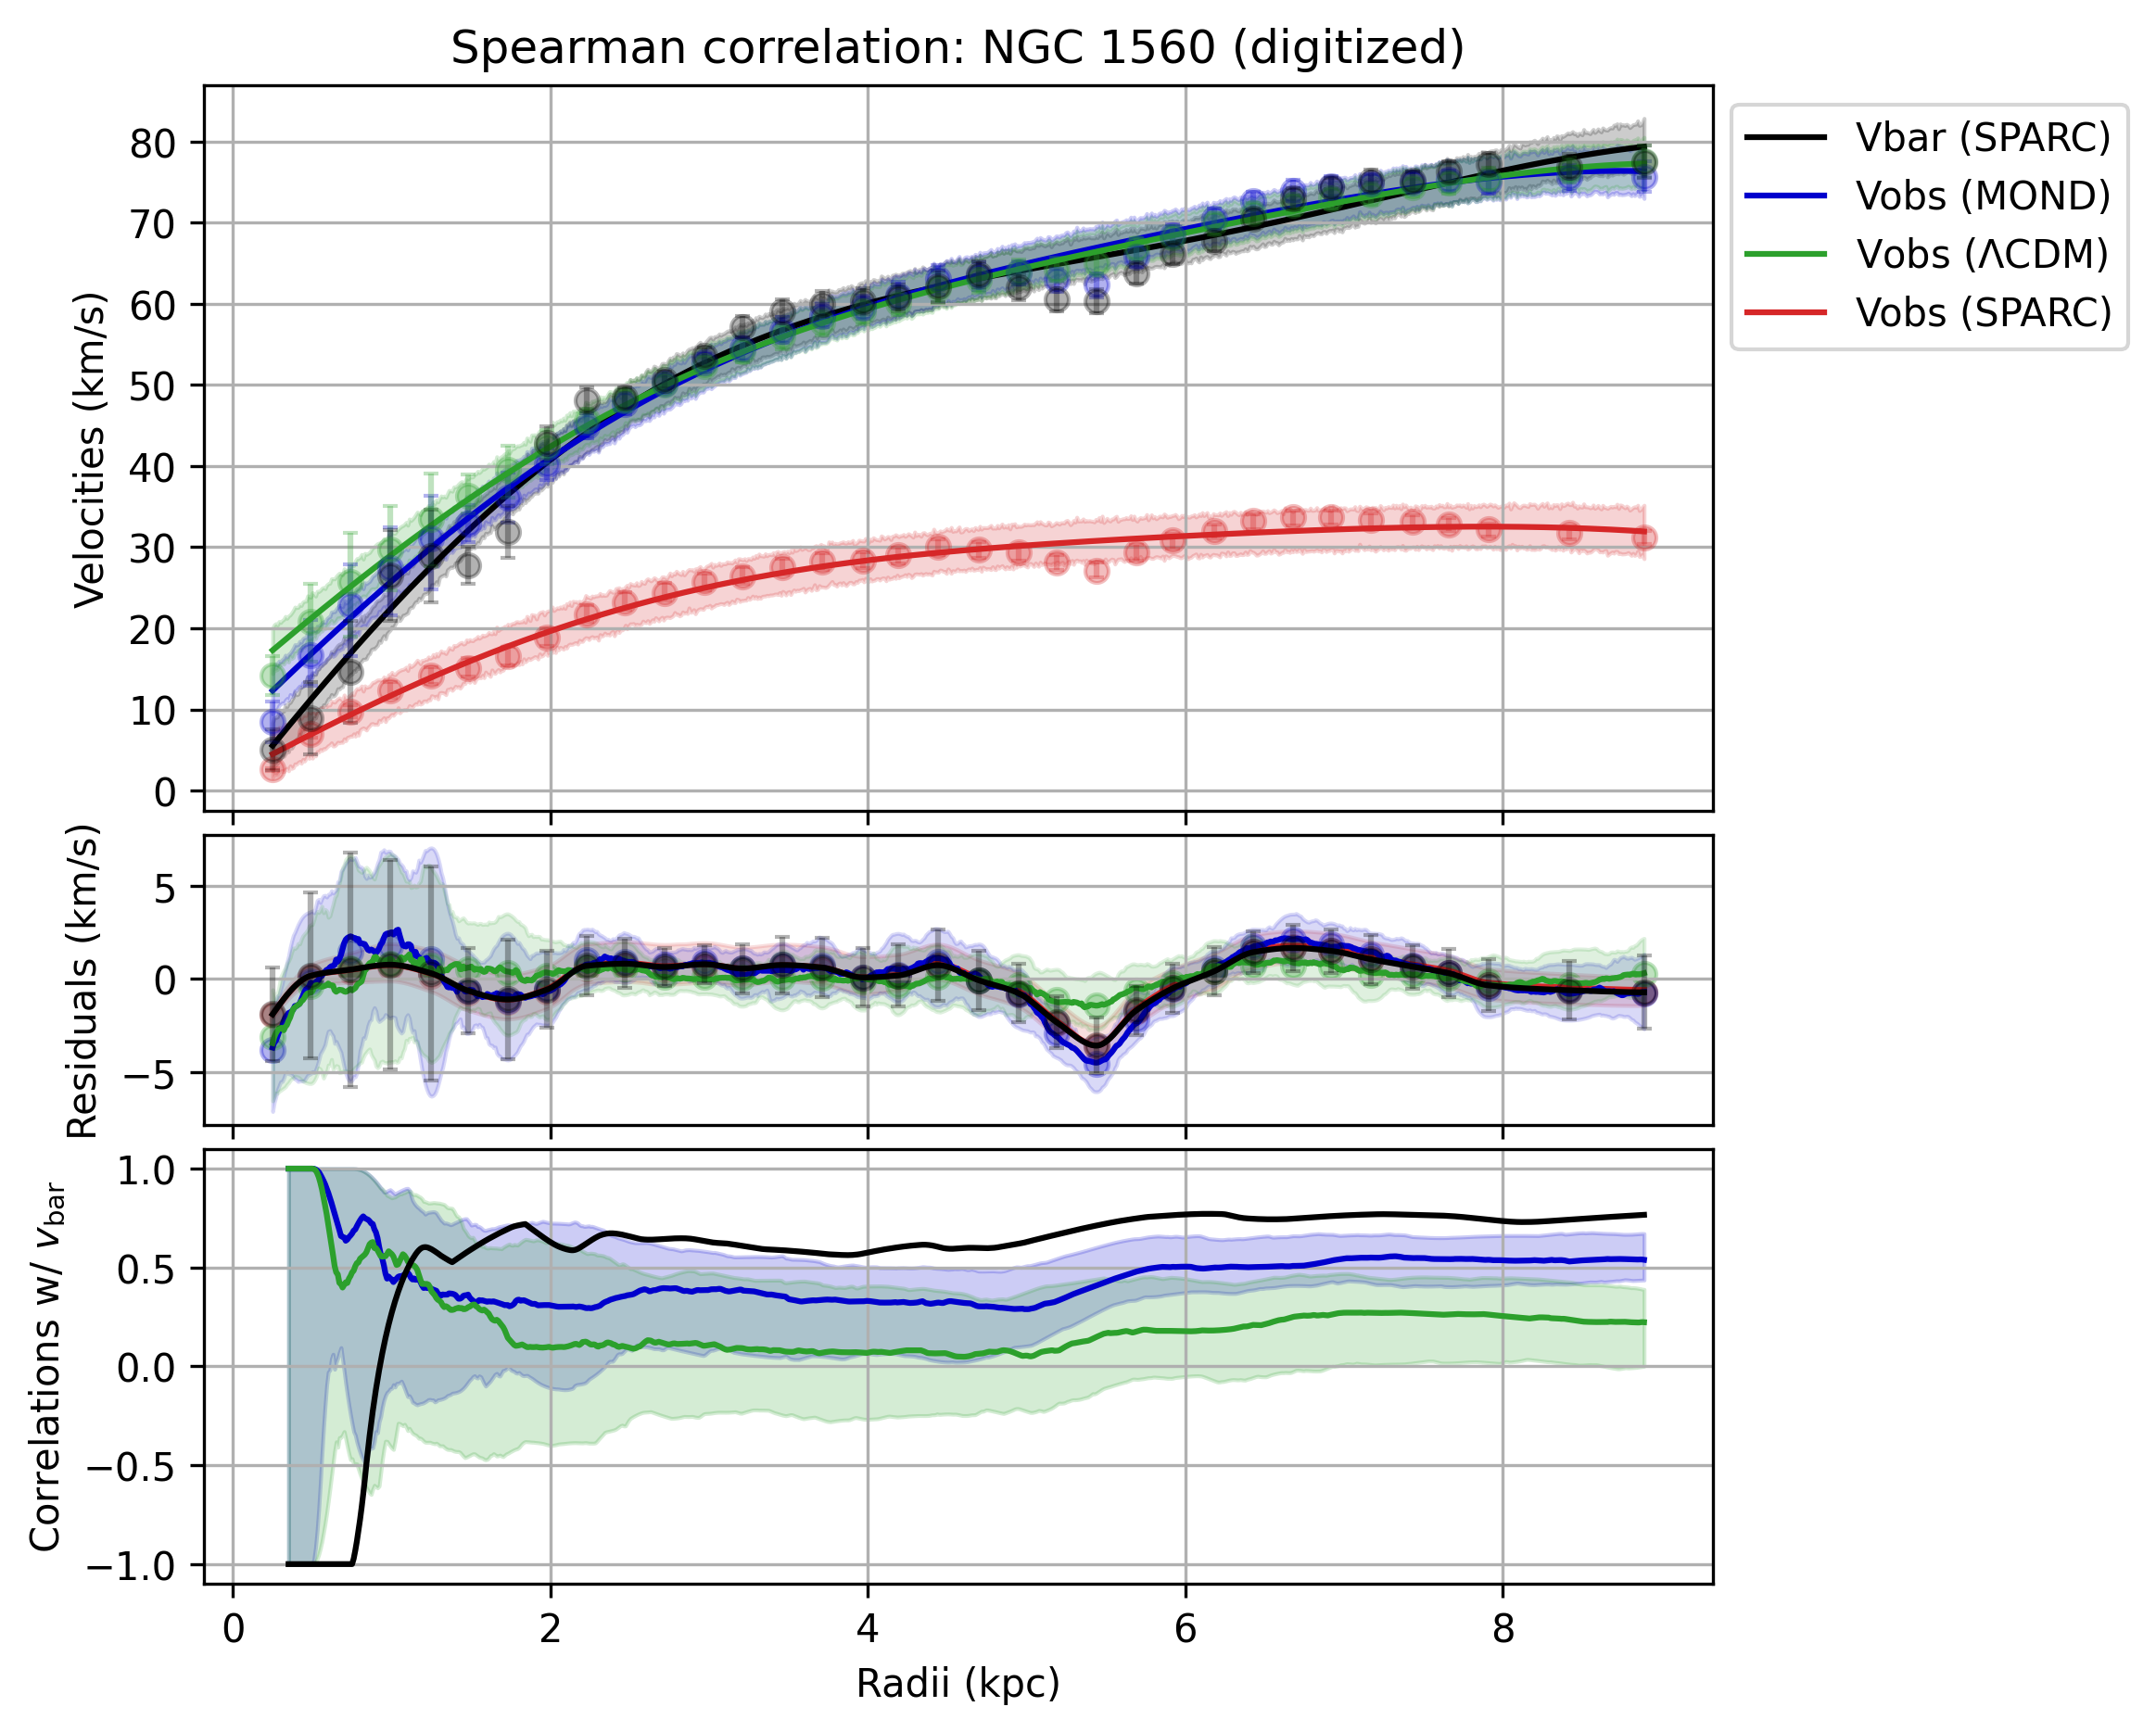 Spearman correlation: NGC 1560 (digitized)
Velocities (km/s)
80
70
60
50
40
30
20
10
0
Vbar (SPARC)
Vobs (MOND)
Vobs (ΛCDM)
Vobs (SPARC)
Residuals (km/s)
5
0
−5
Correlations w/ vbar
1.0
0.5
0.0
−0.5
−1.0
0 2 4 6 8
Radii (kpc)